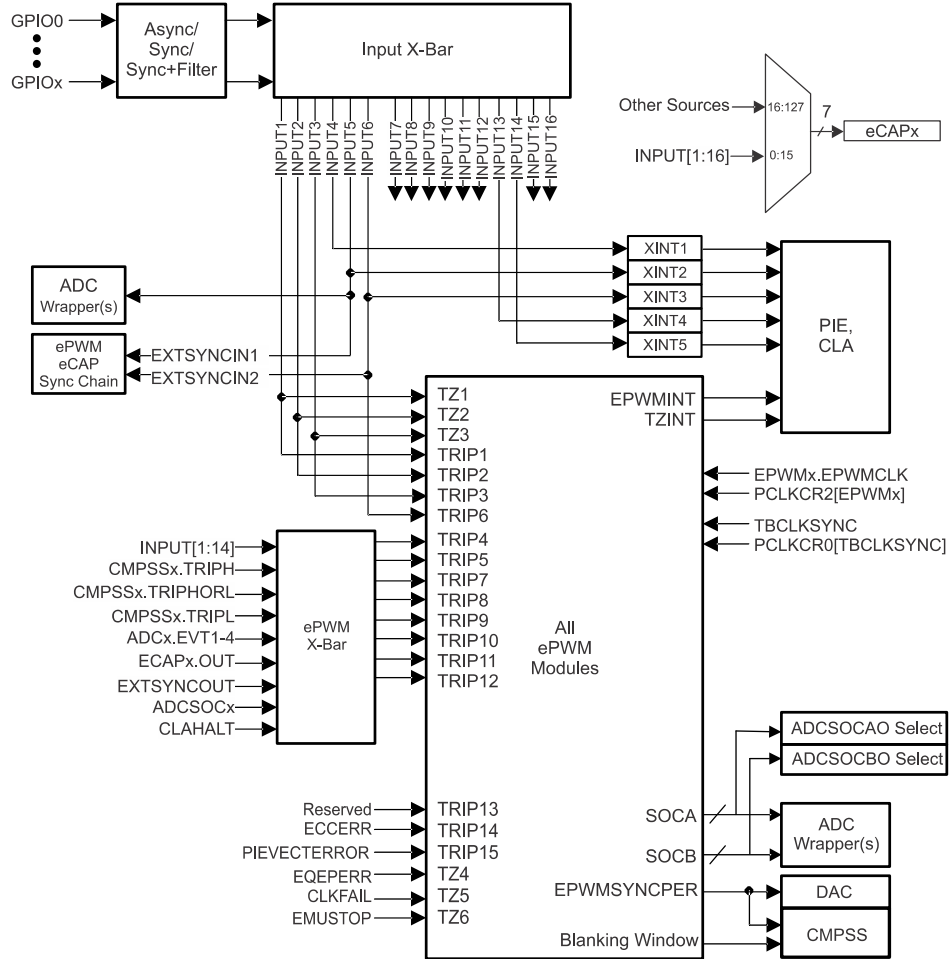 GPIO0
GPIOx
Async/
Sync/
Sync+Filter
Input X-Bar
INPUT1
INPUT2
INPUT3
INPUT4
INPUT5
INPUT6
INPUT7
INPUT8
INPUT9
INPUT10
INPUT11
INPUT12
INPUT13
INPUT14
INPUT15
INPUT16
Other Sources
INPUT[1:16]
16:127
0:15
7
eCAPx
XINT1
XINT2
XINT3
XINT4
XINT5
PIE,
CLA
ADC
Wrapper(s)
ePWM
eCAP
Sync Chain
EXTSYNCIN1
EXTSYNCIN2
TZ1
TZ2
TZ3
TRIP1
TRIP2
TRIP3
TRIP6
TRIP4
TRIP5
TRIP7
TRIP8
TRIP9
TRIP10
TRIP11
TRIP12
EPWMINT
TZINT
EPWMx.EPWMCLK
PCLKCR2[EPWMx]
TBCLKSYNC
PCLKCR0[TBCLKSYNC]
INPUT[1:14]
CMPSSx.TRIPH
CMPSSx.TRIPHORL
CMPSSx.TRIPL
ADCx.EVT1-4
ECAPx.OUT
EXTSYNCOUT
ADCSOCx
CLAHALT
ePWM
X-Bar
All
ePWM
Modules
Reserved
ECCERR
PIEVECTERROR
EQEPERR
CLKFAIL
EMUSTOP
TRIP13
TRIP14
TRIP15
TZ4
TZ5
TZ6
SOCA
SOCB
EPWMSYNCPER
Blanking Window
ADCSOCAO Select
ADCSOCBO Select
ADC
Wrapper(s)
DAC
CMPSS